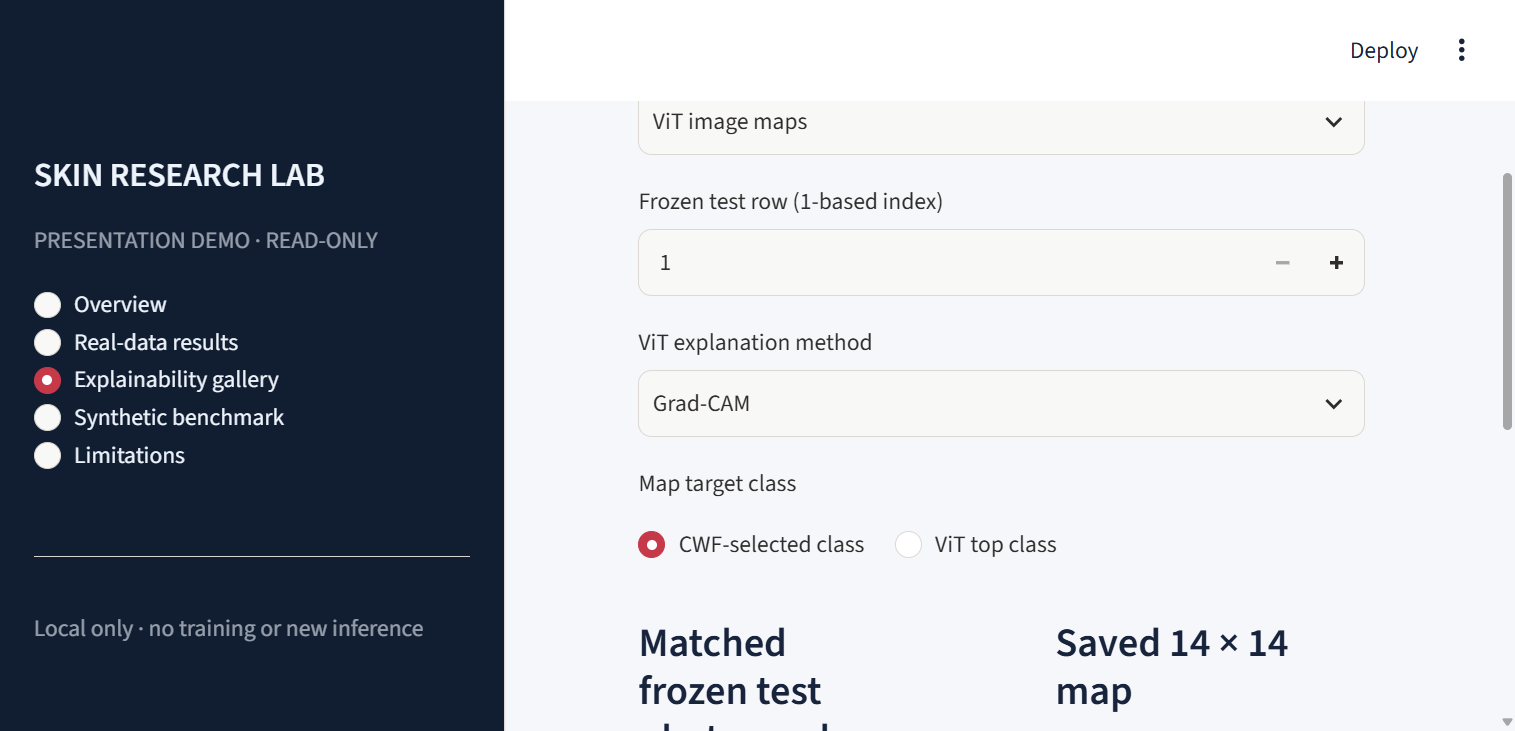 Deploy
SKIN RESEARCH LAB
PRESENTATION DEMO · READ-ONLY
Overview
Real-data results
Explainability gallery
Synthetic benchmark
Limitations
Local only · no training or new inference
ViT image maps
Frozen test row (1-based index)
1
ViT explanation method
Grad-CAM
Map target class
CWF-selected class
ViT top class
Matched
frozen test
Saved 14 × 14
map